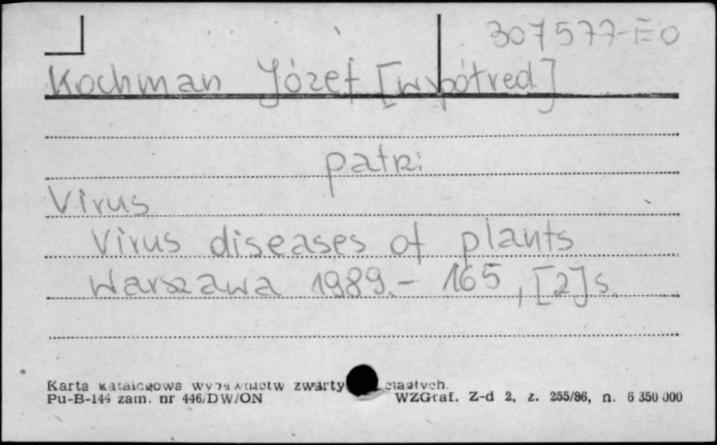 307577-EO
Kochman Józef [współred.]
patrz:
Virus
Virus diseases of plants
Warszawa 1989.- 165, [2] s.
Karta katalogowa wydawnictw zwartych ciągłych.
Pu-B-144 zam. nr 446/DW/ON WZGraf. Z-d 2, z. 255/86, n. 6 350 000